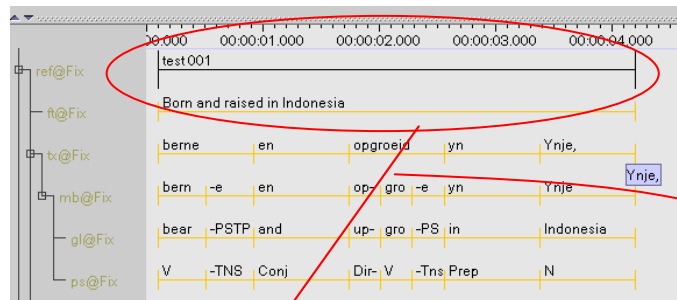 00.000 00:00:01.000 00:00:02.000 00:00:03.000 00:00:04.000
ref@Fix test 001
ft@Fix Born and raised in Indonesia
tx@Fix berne en opgroeid yn Ynje,
Ynje,
mb@Fix bern -e en op- gro -e yn Ynje
gl@Fix bear -PSTP and up- gro -PS in Indonesia
ps@Fix V -TNS Conj Dir- V -Tns Prep N